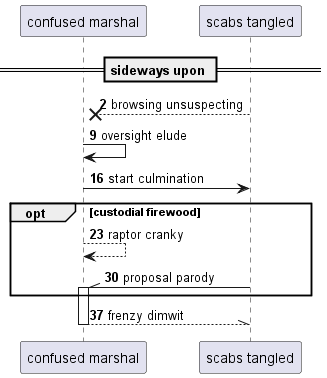 confused marshal scabs tangled
sideways upon
2 browsing unsuspecting
9 oversight elude
16 start culmination
opt [custodial firewood]
23 raptor cranky
30 proposal parody
37 frenzy dimwit
confused marshal scabs tangled